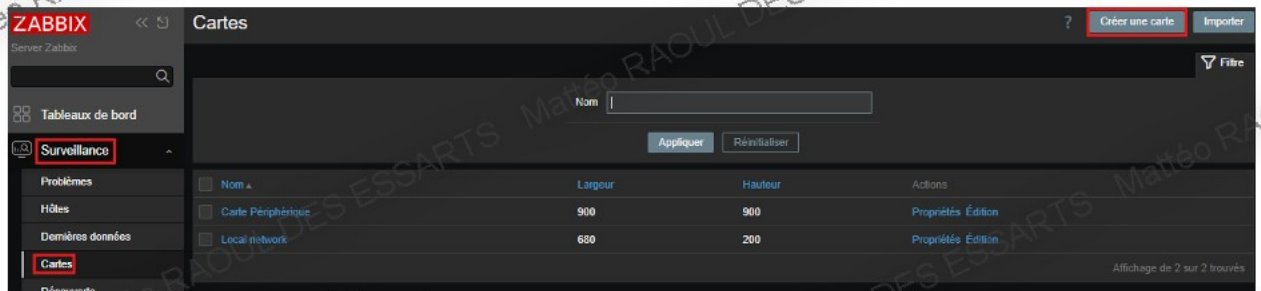 ZABBIX
Cartes
? Créer une carte Importer
Server Zabbix
Filtre
Nom
Tableaux de bord
Appliquer Réinitialiser
Surveillance
Problèmes
Nom Largeur Hauteur Actions
Hôtes
Carte Périphérique 900 900 Propriétés Édition
Dernières données
Local network 680 200 Propriétés Édition
Cartes
Affichage de 2 sur 2 trouvés
Découverte
Mattéo RAOUL DES ESSARTS